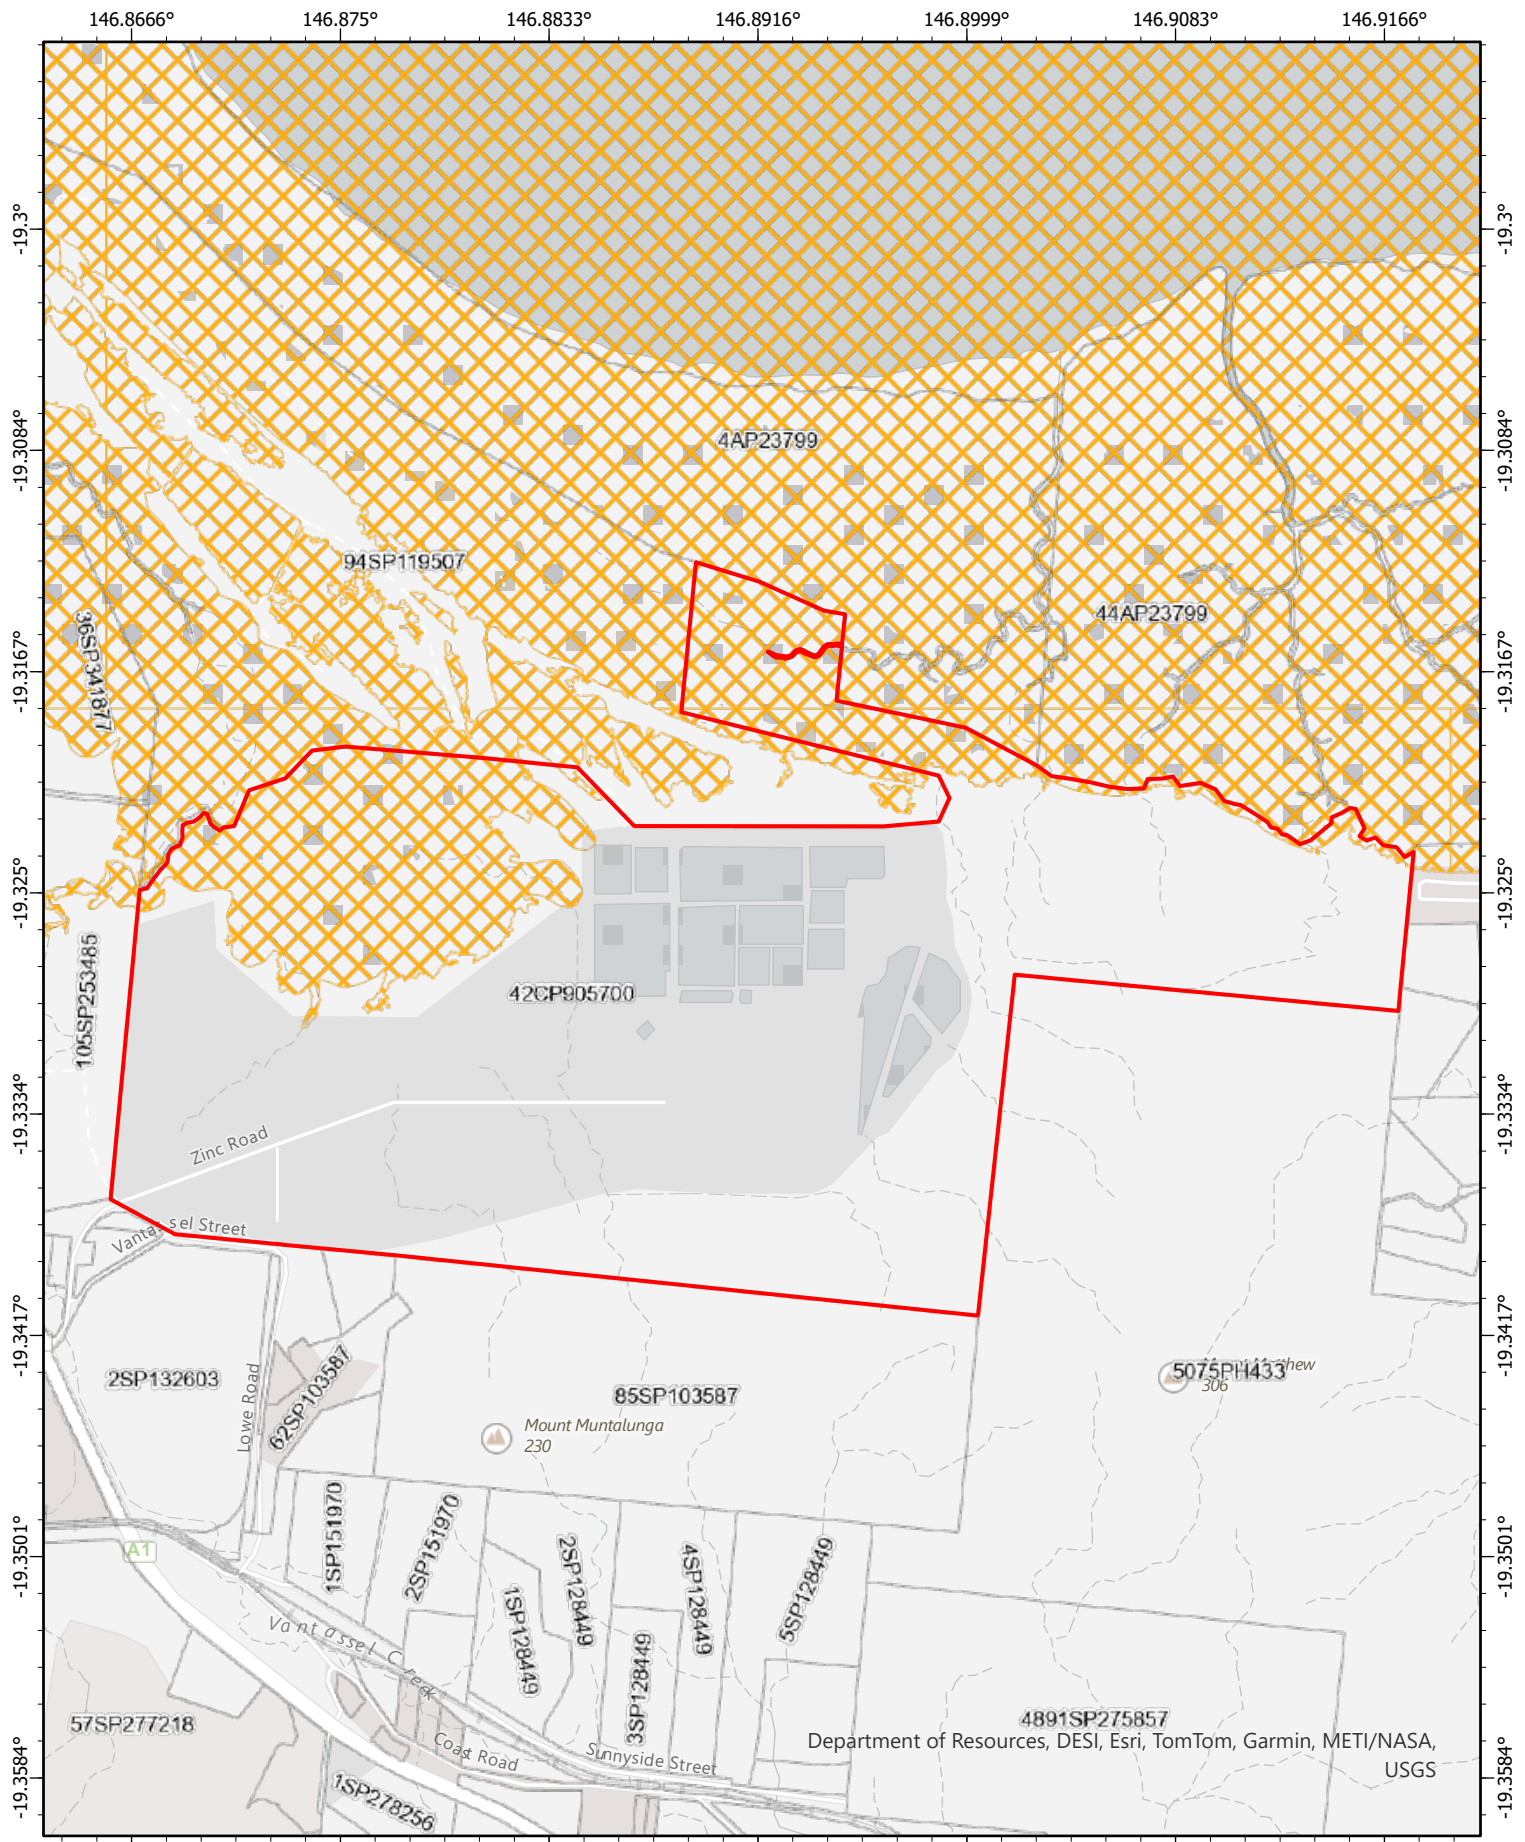 146.8666° 146.875° 146.8833° 146.8916° 146.8999° 146.9083° 146.9166°
-19.3° -19.3°
-19.3084° -19.3084°
4AP23799
94SP119507
44AP23799
36SP341877
-19.3167° -19.3167°
-19.325° -19.325°
105SP253485
42CP905700
-19.3334° -19.3334°
Zinc Road
Vantassel Street
-19.3417° -19.3417°
2SP132603
Lowe Road
62SP103587
85SP103587
5075PH433
306
Mount Muntalunga
230
A1
-19.3501° -19.3501°
1SP151970
2SP151970
1SP128449
2SP128449
3SP128449
4SP128449
5SP128449
Vantassel Creek
57SP277218
4891SP275857
Coast Road
Sunnyside Street
1SP278256
-19.3584° -19.3584°
Department of Resources, DESI, Esri, TomTom, Garmin, METI/NASA,
USGS